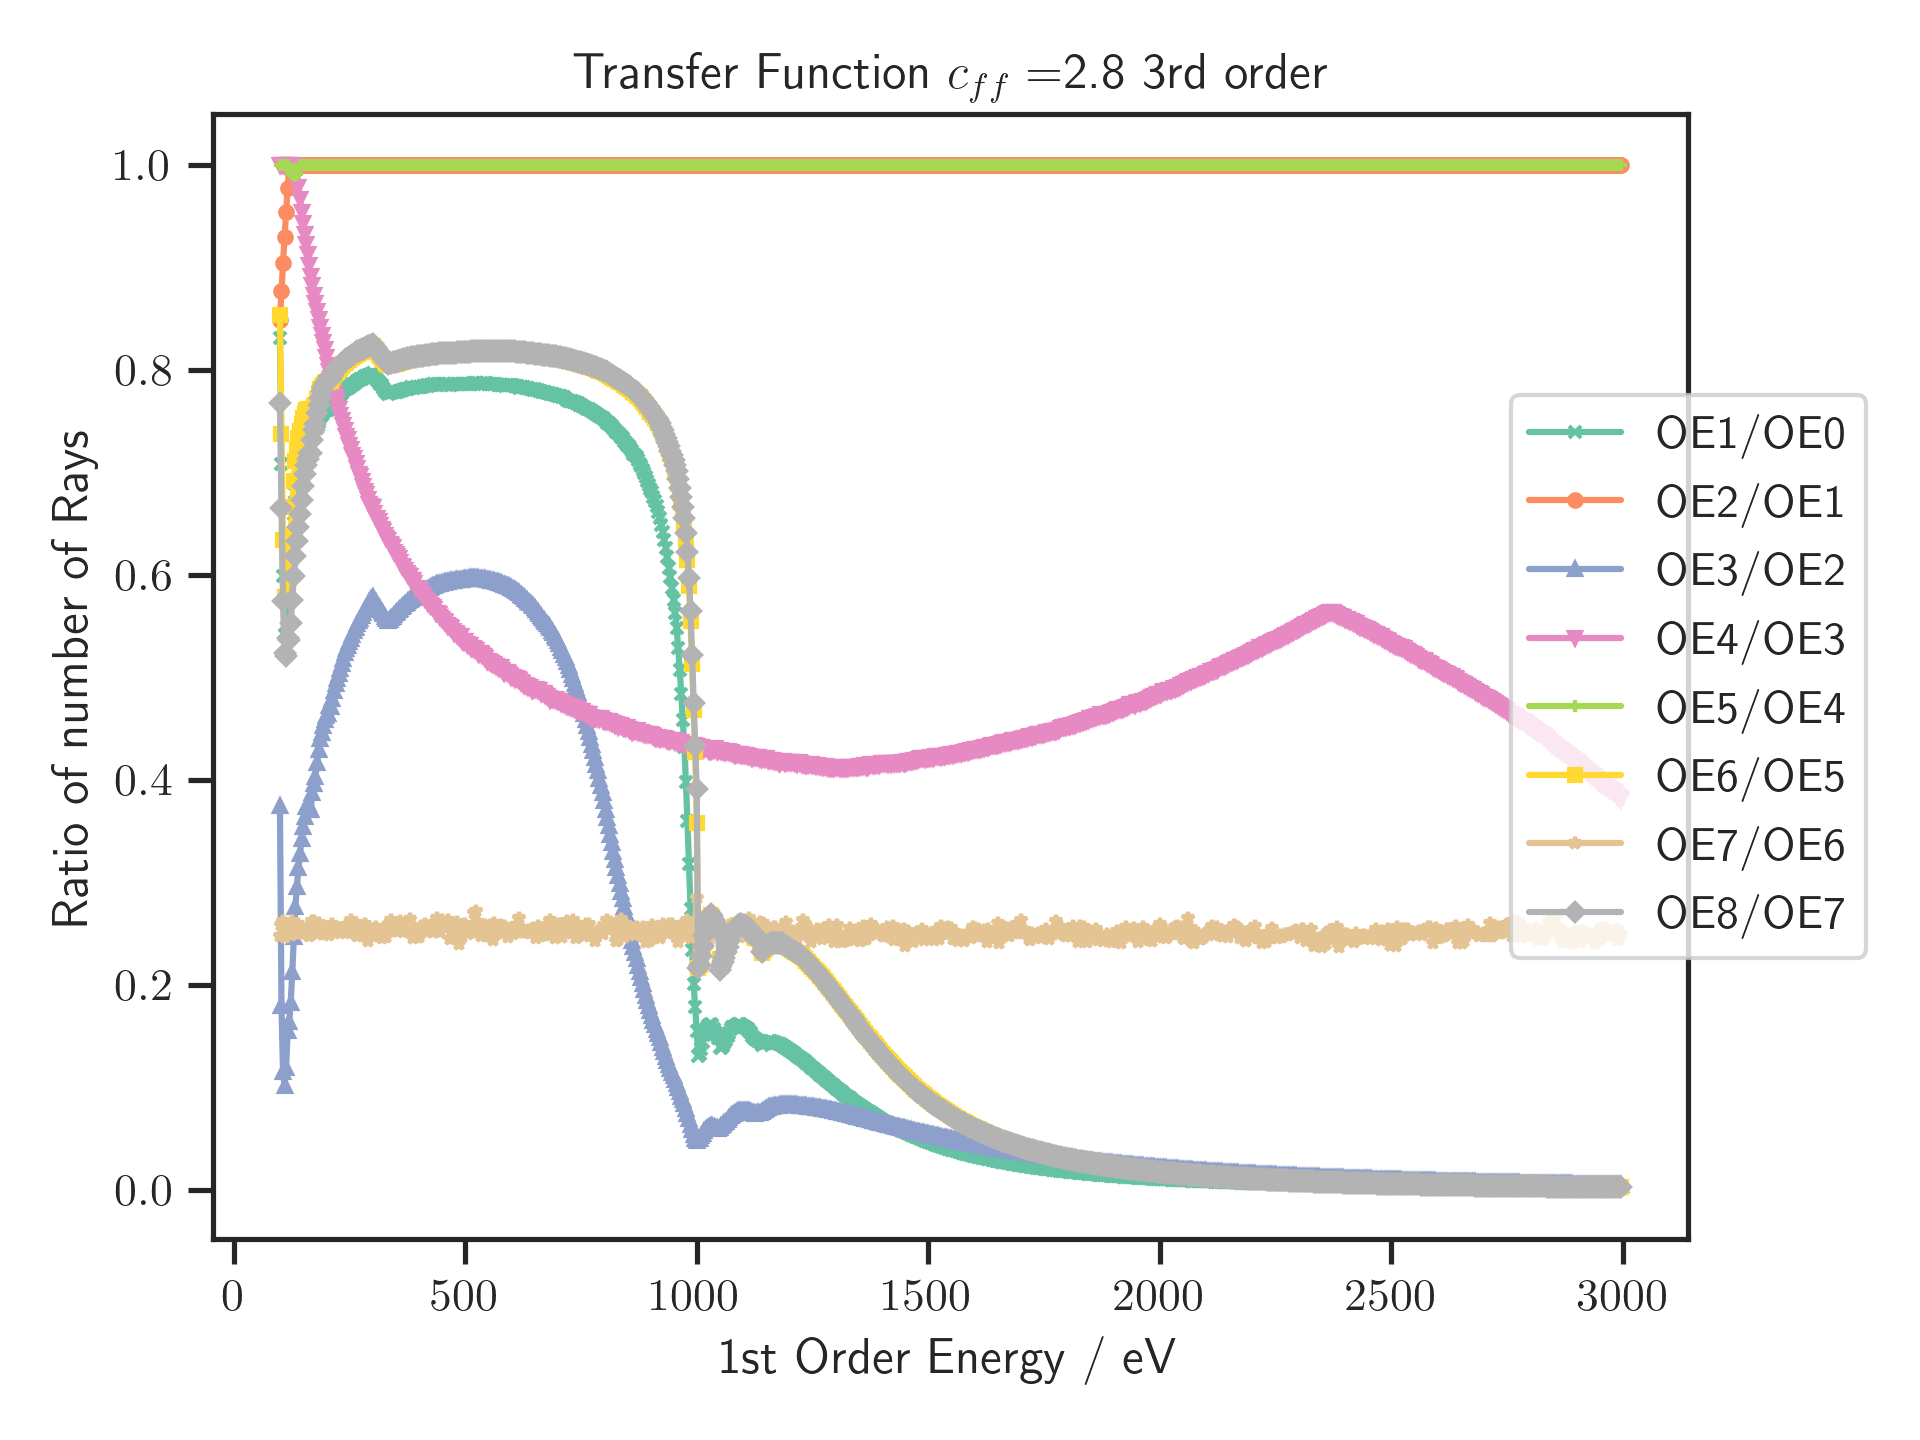 Transfer Function c_ff =2.8 3rd order
Ratio of number of Rays
1.0
0.8
0.6
0.4
0.2
0.0
0 500 1000 1500 2000 2500 3000
1st Order Energy / eV
OE1/OE0
OE2/OE1
OE3/OE2
OE4/OE3
OE5/OE4
OE6/OE5
OE7/OE6
OE8/OE7